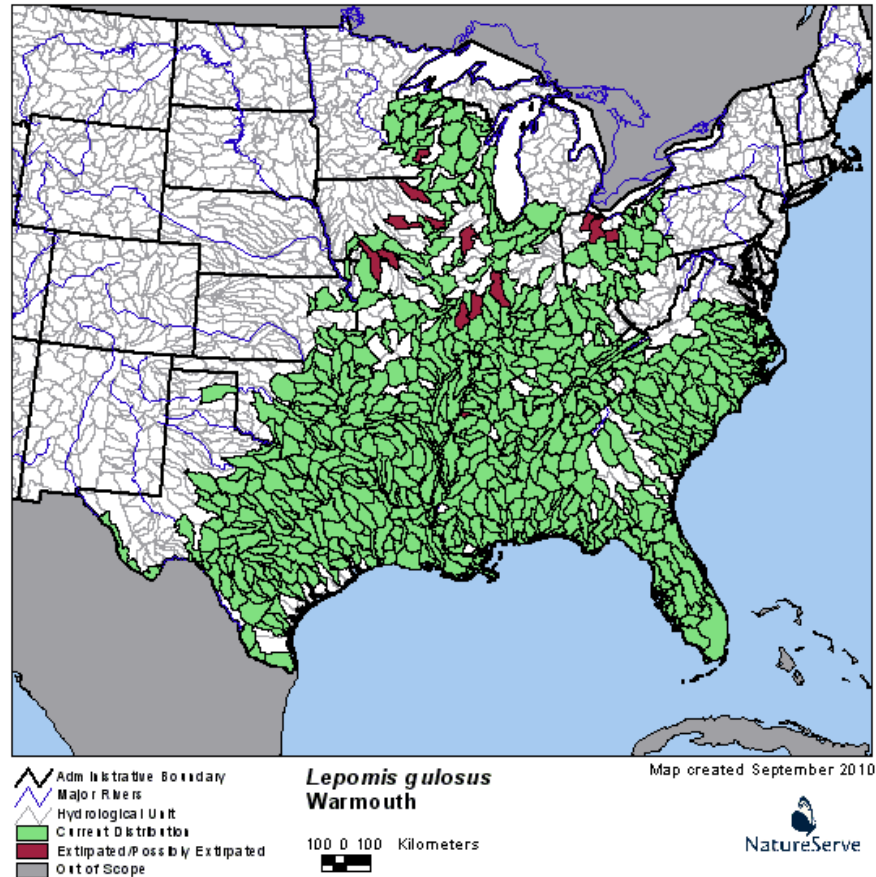 Administrative Boundary
Major Rivers
Hydrological Unit
Current Distribution
Extirpated/Possibly Extirpated
Out of Scope
Lepomis gulosus
Warmouth
100 0 100 Kilometers
Map created September 2010
NatureServe